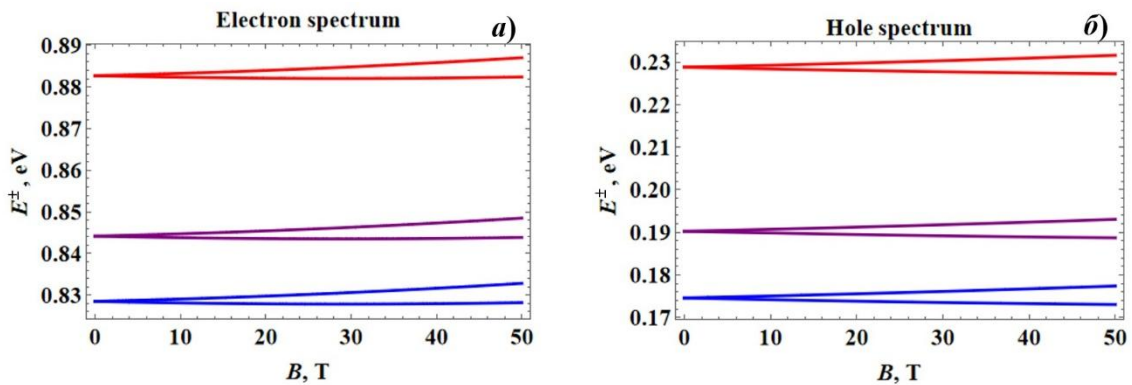 Electron spectrum
а)
0.89
0.88
0.87
0.86
0.85
0.84
0.83
E±, eV
0 10 20 30 40 50
B, T
Hole spectrum
б)
0.23
0.22
0.21
0.20
0.19
0.18
0.17
E±, eV
0 10 20 30 40 50
B, T